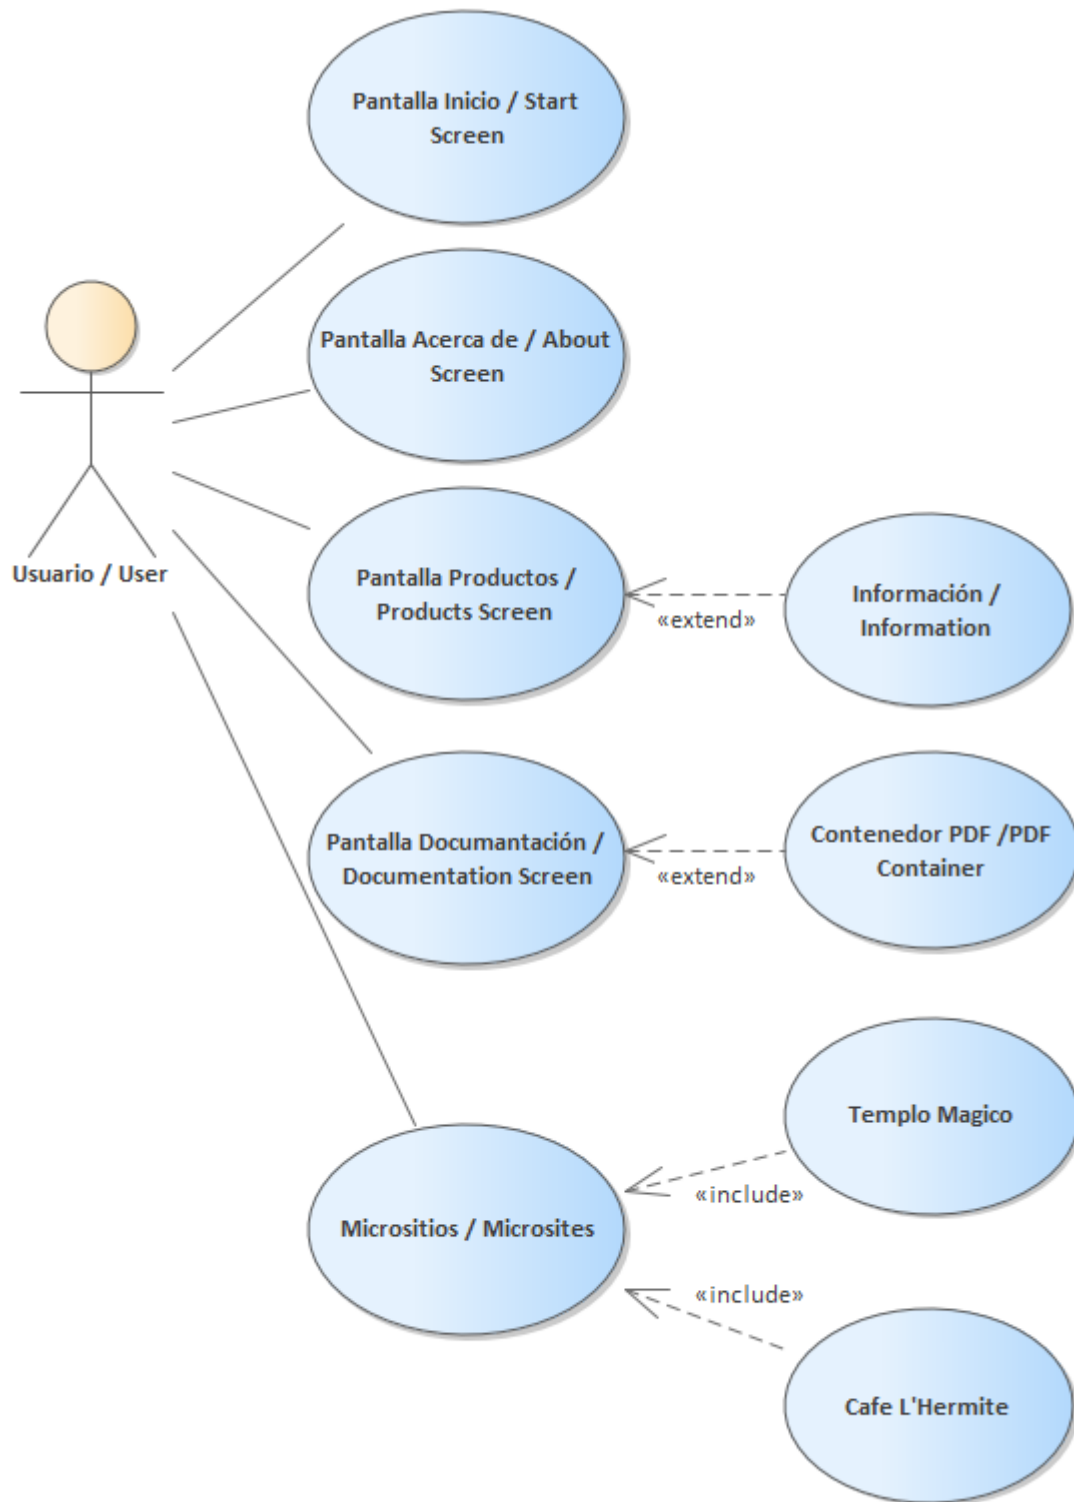 Pantalla Inicio / Start
Screen
Pantalla Acerca de / About
Screen
Usuario / User
Pantalla Productos /
Products Screen
«extend»
Información /
Information
Pantalla Documantación /
Documentation Screen
«extend»
Contenedor PDF /PDF
Container
Templo Magico
«include»
Micrositios / Microsites
«include»
Cafe L'Hermite